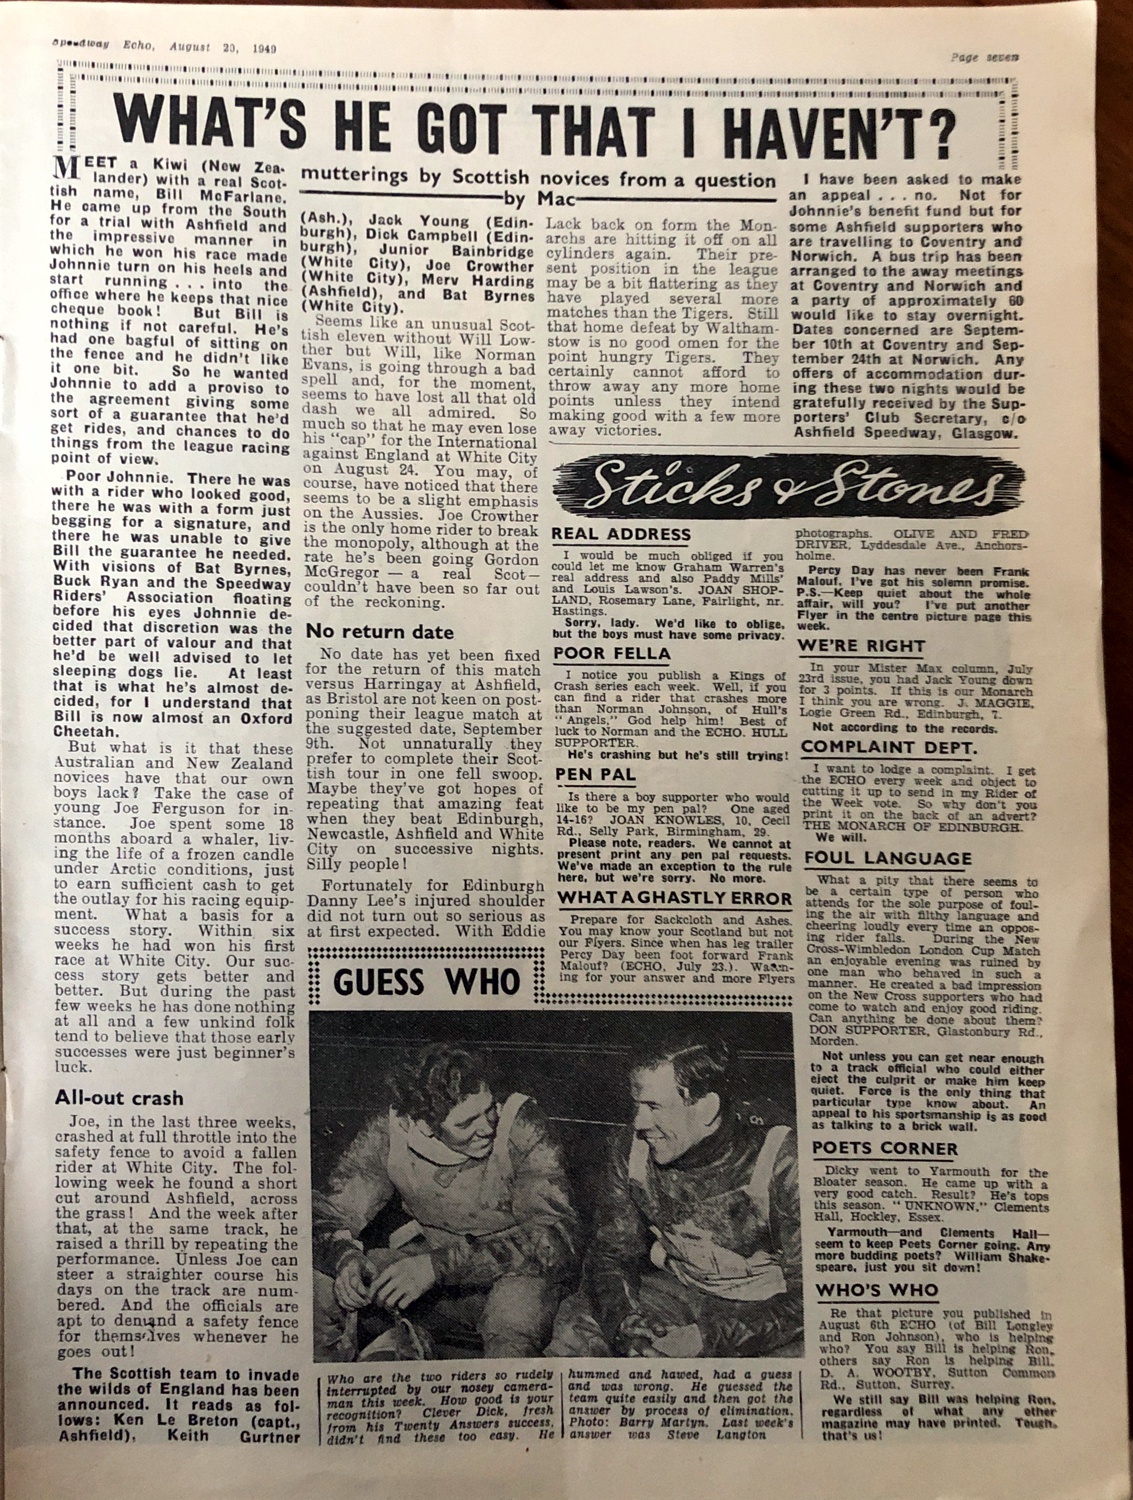 Speedway Echo, August 20, 1949
Page seven
WHAT'S HE GOT THAT I HAVEN'T?
mutterings by Scottish novices from a question
by Mac
MEET a Kiwi (New Zea-
lander) with a real Scot-
tish name, Bill McFarlane.
He came up from the South
for a trial with Ashfield and
the impressive manner in
which he won his race made
Johnnie turn on his heels and
start running . . . into the
office where he keeps that nice
cheque book! But Bill is
nothing if not careful. He's
had one bagful of sitting on
the fence and he didn't like
it one bit. So he wanted
Johnnie to add a proviso to
the agreement giving some
sort of a guarantee that he'd
get rides, and chances to do
things from the league racing
point of view.
Poor Johnnie. There he was
with a rider who looked good,
there he was with a form just
begging for a signature, and
there he was unable to give
Bill the guarantee he needed.
With visions of Bat Byrnes,
Buck Ryan and the Speedway
Riders' Association floating
before his eyes Johnnie de-
cided that discretion was the
better part of valour and that
he'd be well advised to let
sleeping dogs lie. At least
that is what he's almost de-
cided, for I understand that
Bill is now almost an Oxford
Cheetah.
But what is it that these
Australian and New Zealand
novices have that our own
boys lack? Take the case of
young Joe Ferguson for in-
stance. Joe spent some 18
months aboard a whaler, liv-
ing the life of a frozen candle
under Arctic conditions, just
to earn sufficient cash to get
the outlay for his racing equip-
ment. What a basis for a
success story. Within six
weeks he had won his first
race at White City. Our suc-
cess story gets better and
better. But during the past
few weeks he has done nothing
at all and a few unkind folk
tend to believe that those early
successes were just beginner's
luck.
All-out crash
Joe, in the last three weeks,
crashed at full throttle into the
safety fence to avoid a fallen
rider at White City. The fol-
lowing week he found a short
cut around Ashfield, across
the grass! And the week after
that, at the same track, he
raised a thrill by repeating the
performance. Unless Joe can
steer a straighter course his
days on the track are num-
bered. And the officials are
apt to demand a safety fence
for themselves whenever he
goes out!
The Scottish team to invade
the wilds of England has been
announced. It reads as fol-
lows: Ken Le Breton (capt.,
Ashfield), Keith Gurtner
(Ash.), Jack Young (Edin-
burgh), Dick Campbell (Edin-
burgh), Junior Bainbridge
(White City), Joe Crowther
(White City), Merv Harding
(Ashfield), and Bat Byrnes
(White City).
Seems like an unusual Scot-
tish eleven without Will Low-
ther but Will, like Norman
Evans, is going through a bad
spell and, for the moment,
seems to have lost all that old
dash we all admired. So
much so that he may even lose
his "cap" for the International
against England at White City
on August 24. You may, of
course, have noticed that there
seems to be a slight emphasis
on the Aussies. Joe Crowther
is the only home rider to break
the monopoly, although at the
rate he's been going Gordon
McGregor — a real Scot—
couldn't have been so far out
of the reckoning.
No return date
No date has yet been fixed
for the return of this match
versus Harringay at Ashfield,
as Bristol are not keen on post-
poning their league match at
the suggested date, September
9th. Not unnaturally they
prefer to complete their Scot-
tish tour in one fell swoop.
Maybe they've got hopes of
repeating that amazing feat
when they beat Edinburgh,
Newcastle, Ashfield and White
City on successive nights.
Silly people!
Fortunately for Edinburgh
Danny Lee's injured shoulder
did not turn out so serious as
at first expected. With Eddie
Lack back on form the Mon-
archs are hitting it off on all
cylinders again. Their pre-
sent position in the league
may be a bit flattering as they
have played several more
matches than the Tigers. Still
that home defeat by Waltham-
stow is no good omen for the
point hungry Tigers. They
certainly cannot afford to
throw away any more home
points unless they intend
making good with a few more
away victories.
I have been asked to make
an appeal . . . no. Not for
Johnnie's benefit fund but for
some Ashfield supporters who
are travelling to Coventry and
Norwich. A bus trip has been
arranged to the away meetings
at Coventry and Norwich and
a party of approximately 60
would like to stay overnight.
Dates concerned are Septem-
ber 10th at Coventry and Sep-
tember 24th at Norwich. Any
offers of accommodation dur-
ing these two nights would be
gratefully received by the Sup-
porters' Club Secretary, c/o
Ashfield Speedway, Glasgow.
Sticks & Stones
REAL ADDRESS
I would be much obliged if you
could let me know Graham Warren's
real address and also Paddy Mills'
and Louis Lawson's. JOAN SHOP-
LAND, Rosemary Lane, Fairlight, nr.
Hastings.
Sorry, lady. We'd like to oblige,
but the boys must have some privacy.
POOR FELLA
I notice you publish a Kings of
Crash series each week. Well, if you
can find a rider that crashes more
than Norman Johnson, of Hull's
"Angels," God help him! Best of
luck to Norman and the ECHO. HULL
SUPPORTER.
He's crashing but he's still trying!
PEN PAL
Is there a boy supporter who would
like to be my pen pal? One aged
14-16? JOAN KNOWLES, 10, Cecil
Rd., Selly Park, Birmingham, 29.
Please note, readers. We cannot at
present print any pen pal requests.
We've made an exception to the rule
here, but we're sorry. No more.
WHAT A GHASTLY ERROR
Prepare for Sackcloth and Ashes.
You may know your Scotland but not
our Flyers. Since when has leg trailer
Percy Day been foot forward Frank
Malouf? (ECHO, July 23.). Waitin-
ing for your answer and more Flyers
photographs. OLIVE AND FRED
DRIVER, Lyddesdale Ave., Anchors-
holme.
Percy Day has never been Frank
Malouf. I've got his solemn promise.
P.S.—Keep quiet about the whole
affair, will you? I've put another
Flyer in the centre picture page this
week.
WE'RE RIGHT
In your Mister Max column, July
23rd issue, you had Jack Young down
for 3 points. If this is our Monarch
I think you are wrong. J. MAGGIE,
Logie Green Rd., Edinburgh, 7.
Not according to the records.
COMPLAINT DEPT.
I want to lodge a complaint. I get
the ECHO every week and object to
cutting it up to send in my Rider of
the Week vote. So why don't you
print it on the back of an advert?
THE MONARCH OF EDINBURGH.
We will.
FOUL LANGUAGE
What a pity that there seems to
be a certain type of person who
attends for the sole purpose of foul-
ing the air with filthy language and
cheering loudly every time an oppos-
ing rider falls. During the New
Cross-Wimbledon London Cup Match
an enjoyable evening was ruined by
one man who behaved in such a
manner. He created a bad impression
on the New Cross supporters who had
come to watch and enjoy good riding.
Can anything be done about them?
DON SUPPORTER, Glastonbury Rd.,
Morden.
Not unless you can get near enough
to a track official who could either
eject the culprit or make him keep
quiet. Force is the only thing that
particular type know about. An
appeal to his sportsmanship is as good
as talking to a brick wall.
POETS CORNER
Dicky went to Yarmouth for the
Bloater season. He came up with a
very good catch. Result? He's tops
this season. "UNKNOWN," Clements
Hall, Hockley, Essex.
Yarmouth—and Clements Hall—
seem to keep Poets Corner going. Any
more budding poets? William Shake-
speare, just you sit down!
WHO'S WHO
Re that picture you published in
August 6th ECHO (of Bill Longley
and Ron Johnson), who is helping
who? You say Bill is helping Ron,
others say Ron is helping Bill.
D. A. WOOTBY, Sutton Common
Rd., Sutton, Surrey.
We still say Bill was helping Ron,
regardless of what any other
magazine may have printed. Tough,
that's us!
GUESS WHO
Who are the two riders so rudely
interrupted by our nosey camera-
man this week. How good is your
recognition? Clever Dick, fresh
from his Twenty Answers success,
didn't find these too easy. He
hummed and hawed, had a guess
and was wrong. He guessed the
team quite easily and then got the
answer by process of elimination.
Photo: Barry Martyn. Last week's
answer was Steve Langton